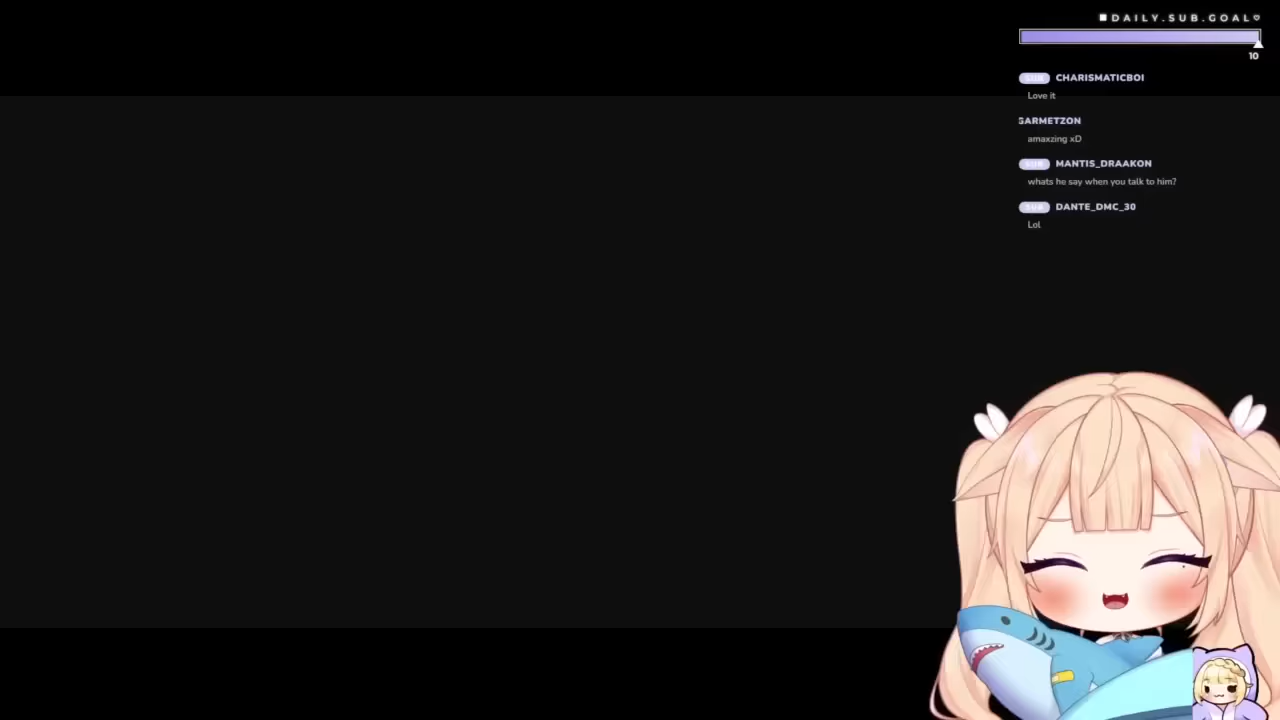 DAILY.SUB.GOAL
10
SUB CHARISMATICBOI
Love it
GARMETZON
amaxzing xD
SUB MANTIS_DRAAKON
whats he say when you talk to him?
SUB DANTE_DMC_30
Lol